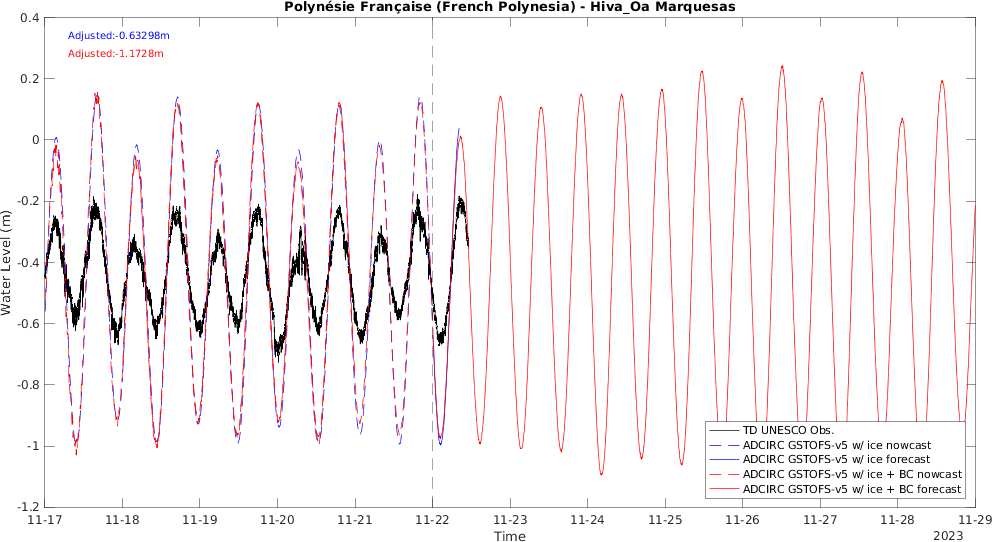 Polynésie Française (French Polynesia) - Hiva_Oa Marquesas
Adjusted:-0.63298m
Adjusted:-1.1728m
0.4
0.2
0
-0.2
-0.4
-0.6
-0.8
-1
-1.2
Water Level (m)
TD UNESCO Obs.
ADCIRC GSTOFS-v5 w/ ice nowcast
ADCIRC GSTOFS-v5 w/ ice forecast
ADCIRC GSTOFS-v5 w/ ice + BC nowcast
ADCIRC GSTOFS-v5 w/ ice + BC forecast
11-17 11-18 11-19 11-20 11-21 11-22 11-23 11-24 11-25 11-26 11-27 11-28 11-29
Time
2023